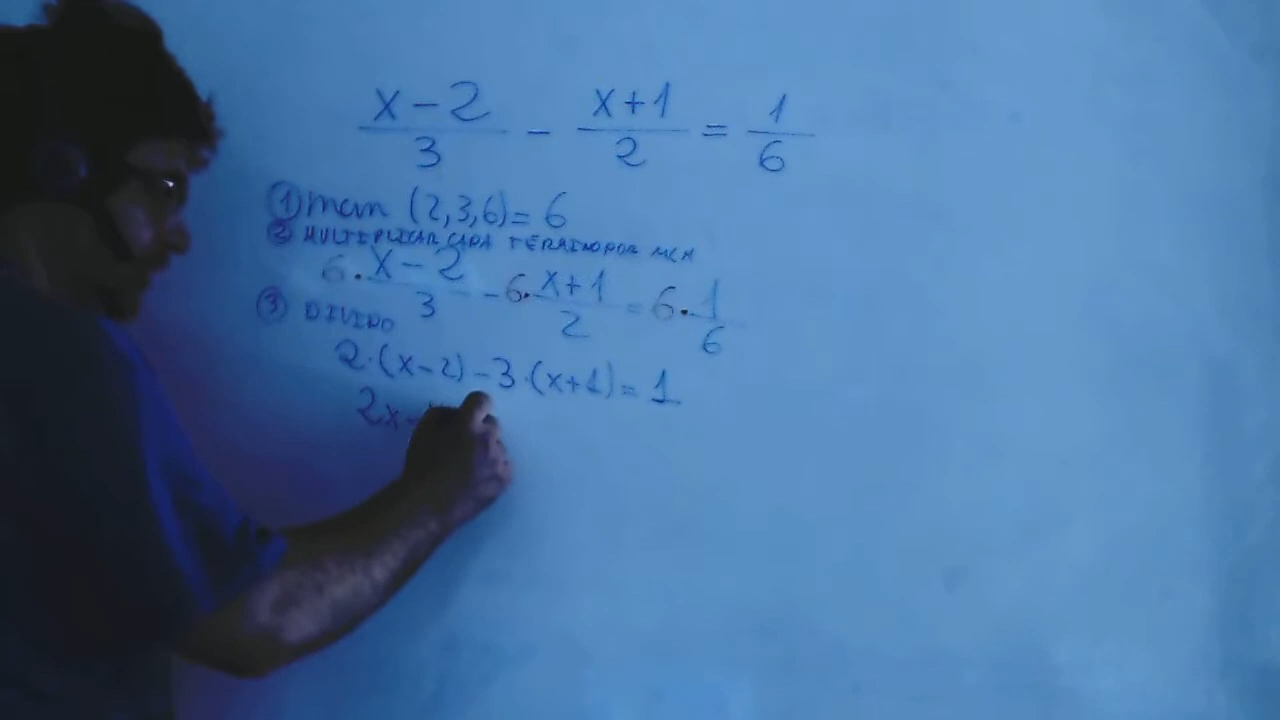 x-2/3 - x+1/2 = 1/6
① mcm (2,3,6)= 6
② MULTIPLICAR CADA TERMINO POR MCM
6.x-2/3 -6.x+1/2 = 6.1/6
③ DIVIDO
2.(x-2)-3.(x+1)= 1
2x-